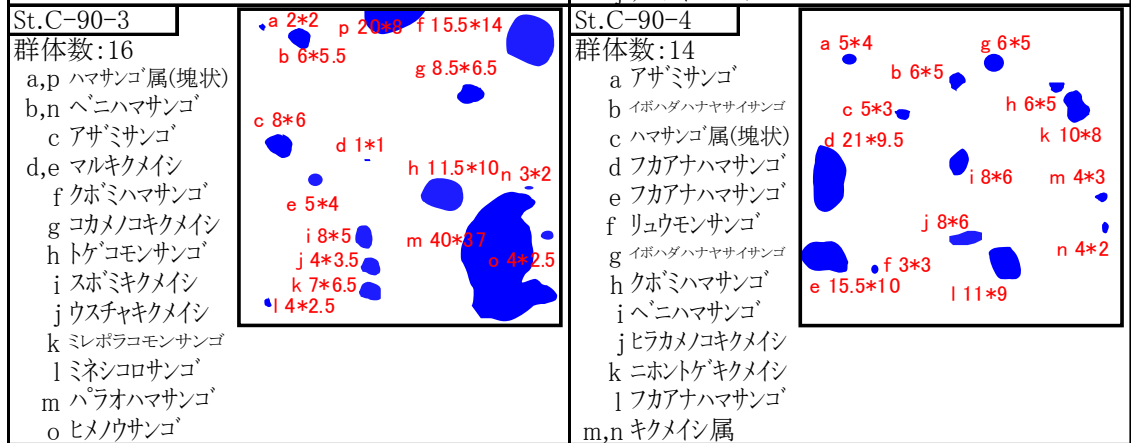 St.C-90-3
群体数:16
a,p ハマサンゴ属(塊状)
b,n ベニハマサンゴ
c アザミサンゴ
d,e マルキクメイシ
f クボミハマサンゴ
g コカメノコキクメイシ
h トゲコモンサンゴ
i スボミキクメイシ
j ウスチャキクメイシ
k ミレポラコモンサンゴ
l ミネシコロサンゴ
m パラオハマサンゴ
o ヒメノウサンゴ
a 2*2
p 20*8
f 15.5*14
b 6*5.5
g 8.5*6.5
c 8*6
d 1*1
h 11.5*10
n 3*2
e 5*4
i 8*5
m 40*37
j 4*3.5
o 4*2.5
k 7*6.5
l 4*2.5
St.C-90-4
群体数:14
a アザミサンゴ
b イボハダハナヤサイサンゴ
c ハマサンゴ属(塊状)
d フカアナハマサンゴ
e フカアナハマサンゴ
f リュウモンサンゴ
g イボハダハナヤサイサンゴ
h クボミハマサンゴ
i ベニハマサンゴ
j ヒラカメノコキクメイシ
k ニホントゲキクメイシ
l フカアナハマサンゴ
m,n キクメイシ属
a 5*4
g 6*5
b 6*5
c 5*3
h 6*5
d 21*9.5
k 10*8
i 8*6
m 4*3
j 8*6
n 4*2
f 3*3
e 15.5*10
l 11*9